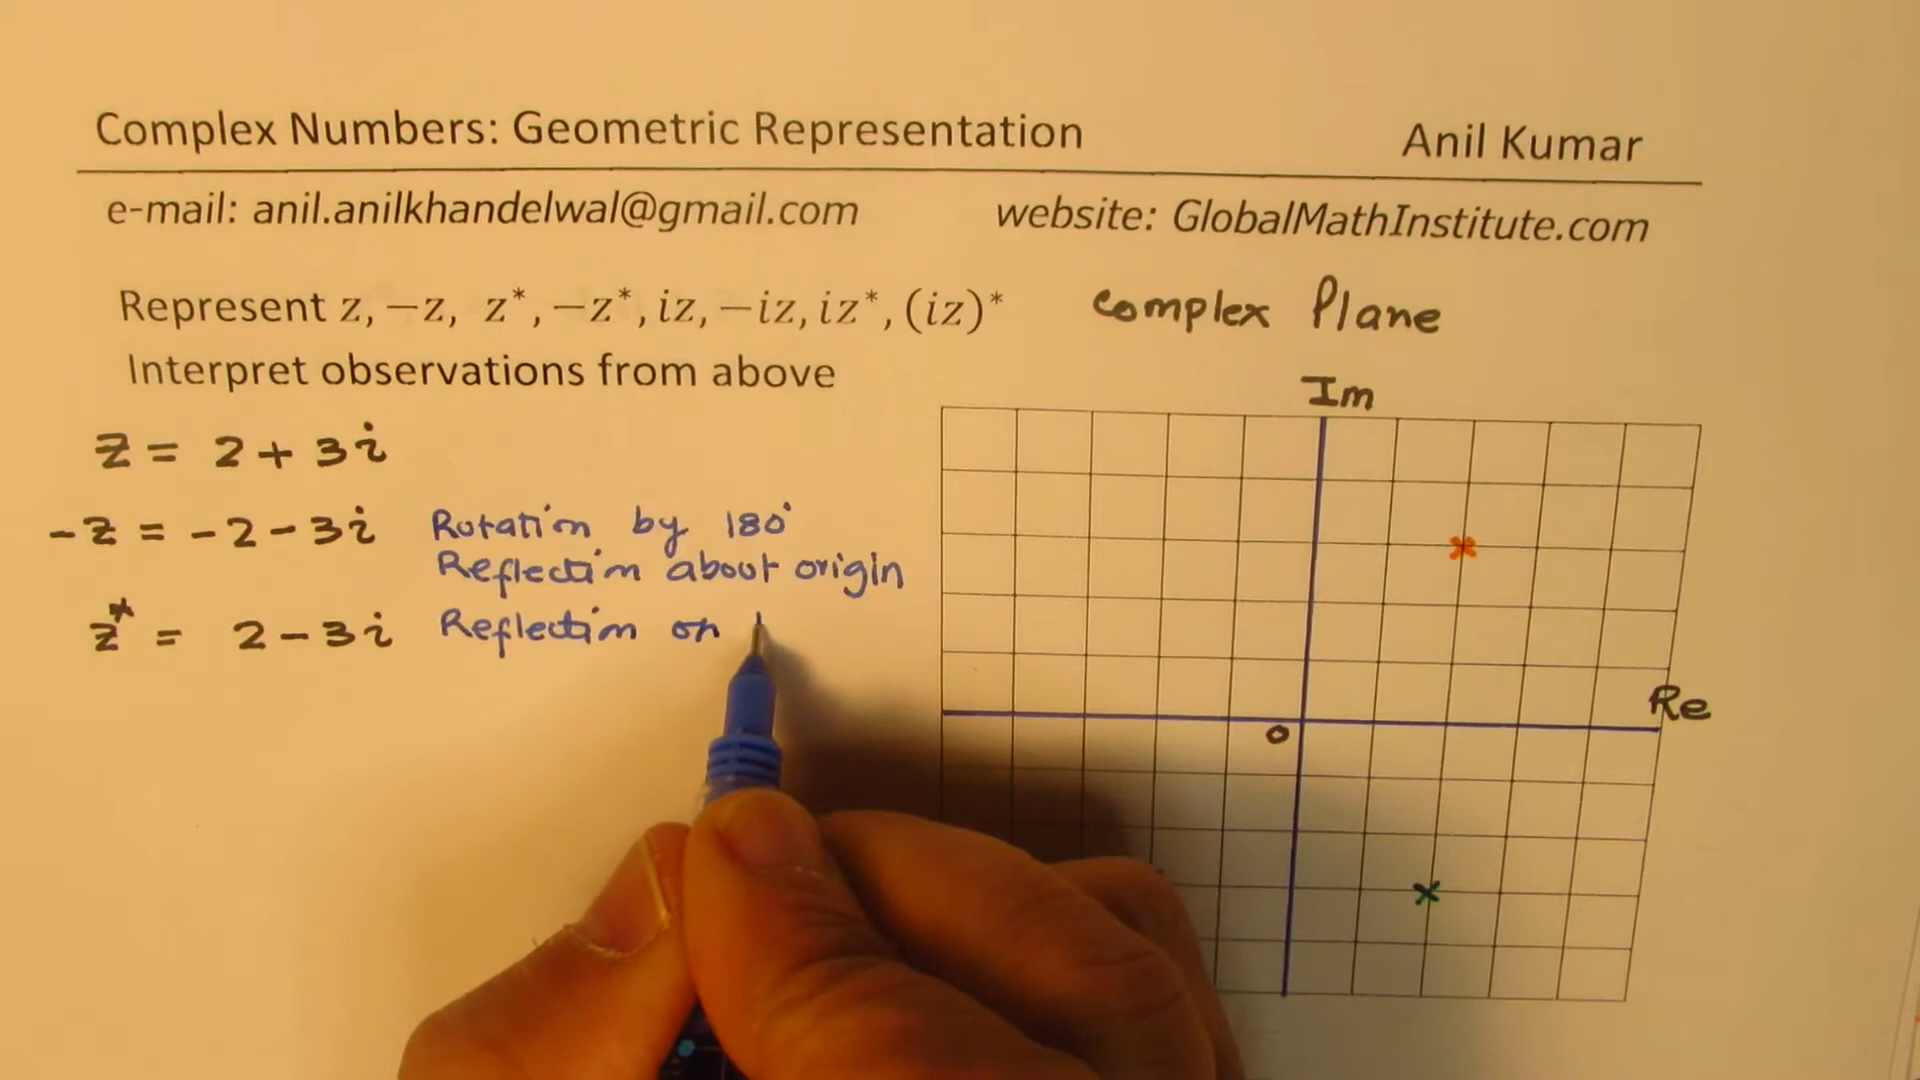 Complex Numbers: Geometric Representation Anil Kumar
e-mail: anil.anilkhandelwal@gmail.com website: GlobalMathInstitute.com
Represent z, −z, z*, −z*, iz, −iz, iz*, (iz)* Complex Plane
Interpret observations from above
Im
z = 2 + 3i
-z = -2 - 3i Rotation by 180°
Reflection about origin
z* = 2 - 3i Reflection on
Re
0